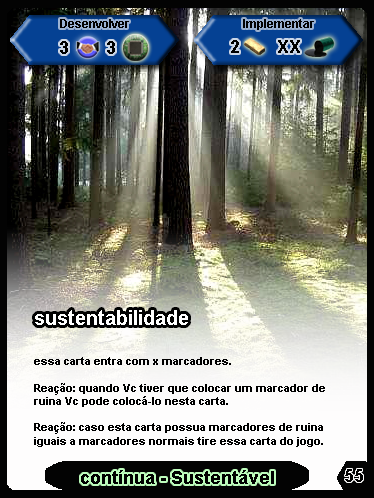 Desenvolver
3 3
Implementar
2 XX
sustentabilidade
essa carta entra com x marcadores.
Reação: quando Vc tiver que colocar um marcador de
ruina Vc pode colocá-lo nesta carta.
Reação: caso esta carta possua marcadores de ruina
iguais a marcadores normais tire essa carta do jogo.
contínua - Sustentável
55